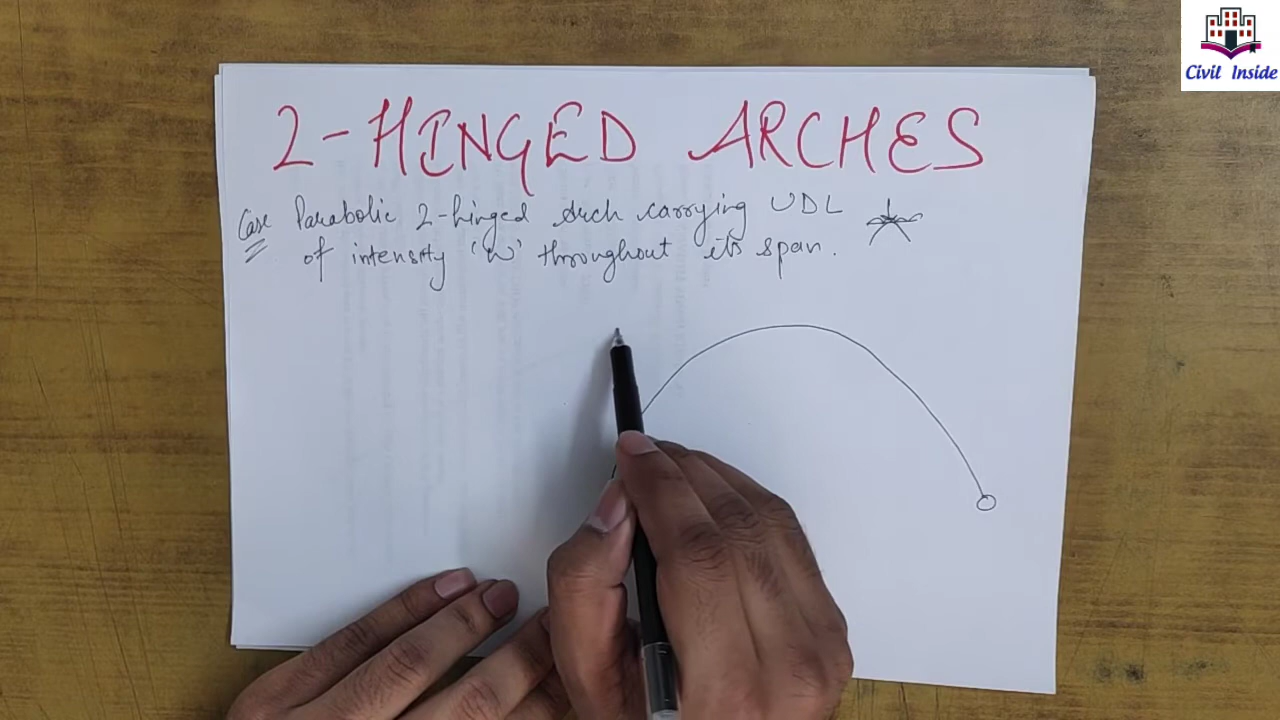 2-HINGED ARCHES
Case Parabolic 2-hinged Arch carrying UDL
of intensity 'w' throughout its span.
Civil Inside